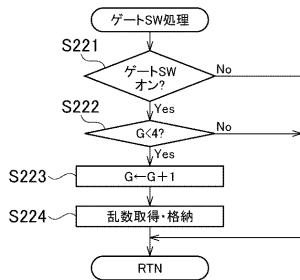 ゲートSW処理
S221
ゲートSW
オン?
No
Yes
S222
G<4?
No
Yes
S223
G←G+1
S224
乱数取得・格納
RTN